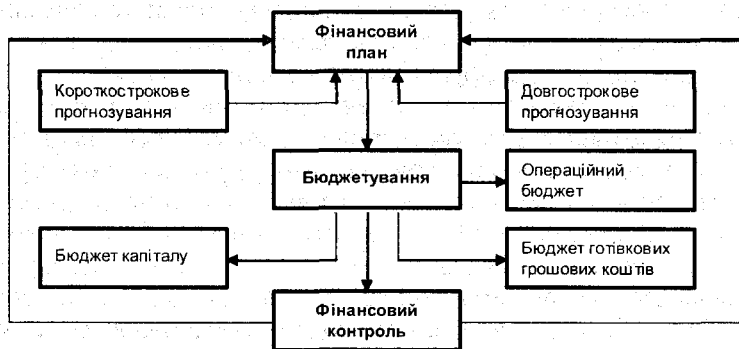 Фінансовий
план
Короткострокове
прогнозування
Довгострокове
прогнозування
Бюджетування
Операційний
бюджет
Бюджет капіталу
Бюджет готівкових
грошових коштів
Фінансовий
контроль